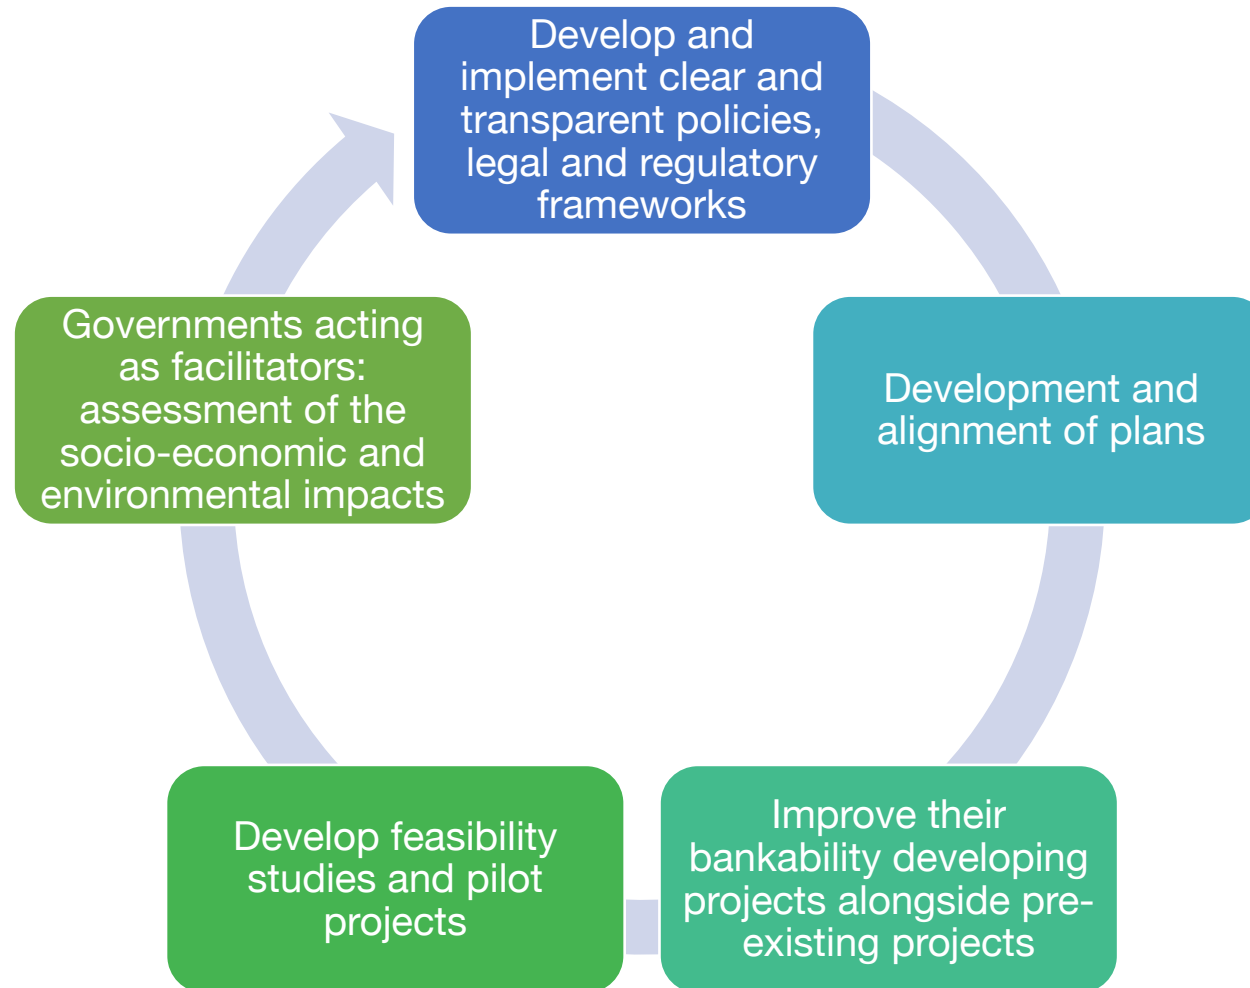 Develop and
implement clear and
transparent policies,
legal and regulatory
frameworks
Development and
alignment of plans
Improve their
bankability developing
projects alongside pre-
existing projects
Develop feasibility
studies and pilot
projects
Governments acting
as facilitators:
assessment of the
socio-economic and
environmental impacts